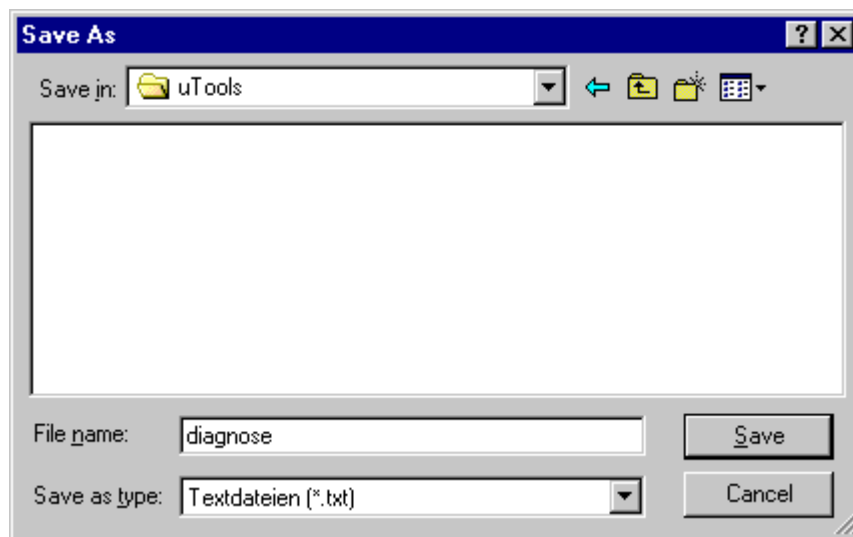 Save As
Save in: uTools
File name: diagnose Save
Save as type: Textdateien (*.txt) Cancel